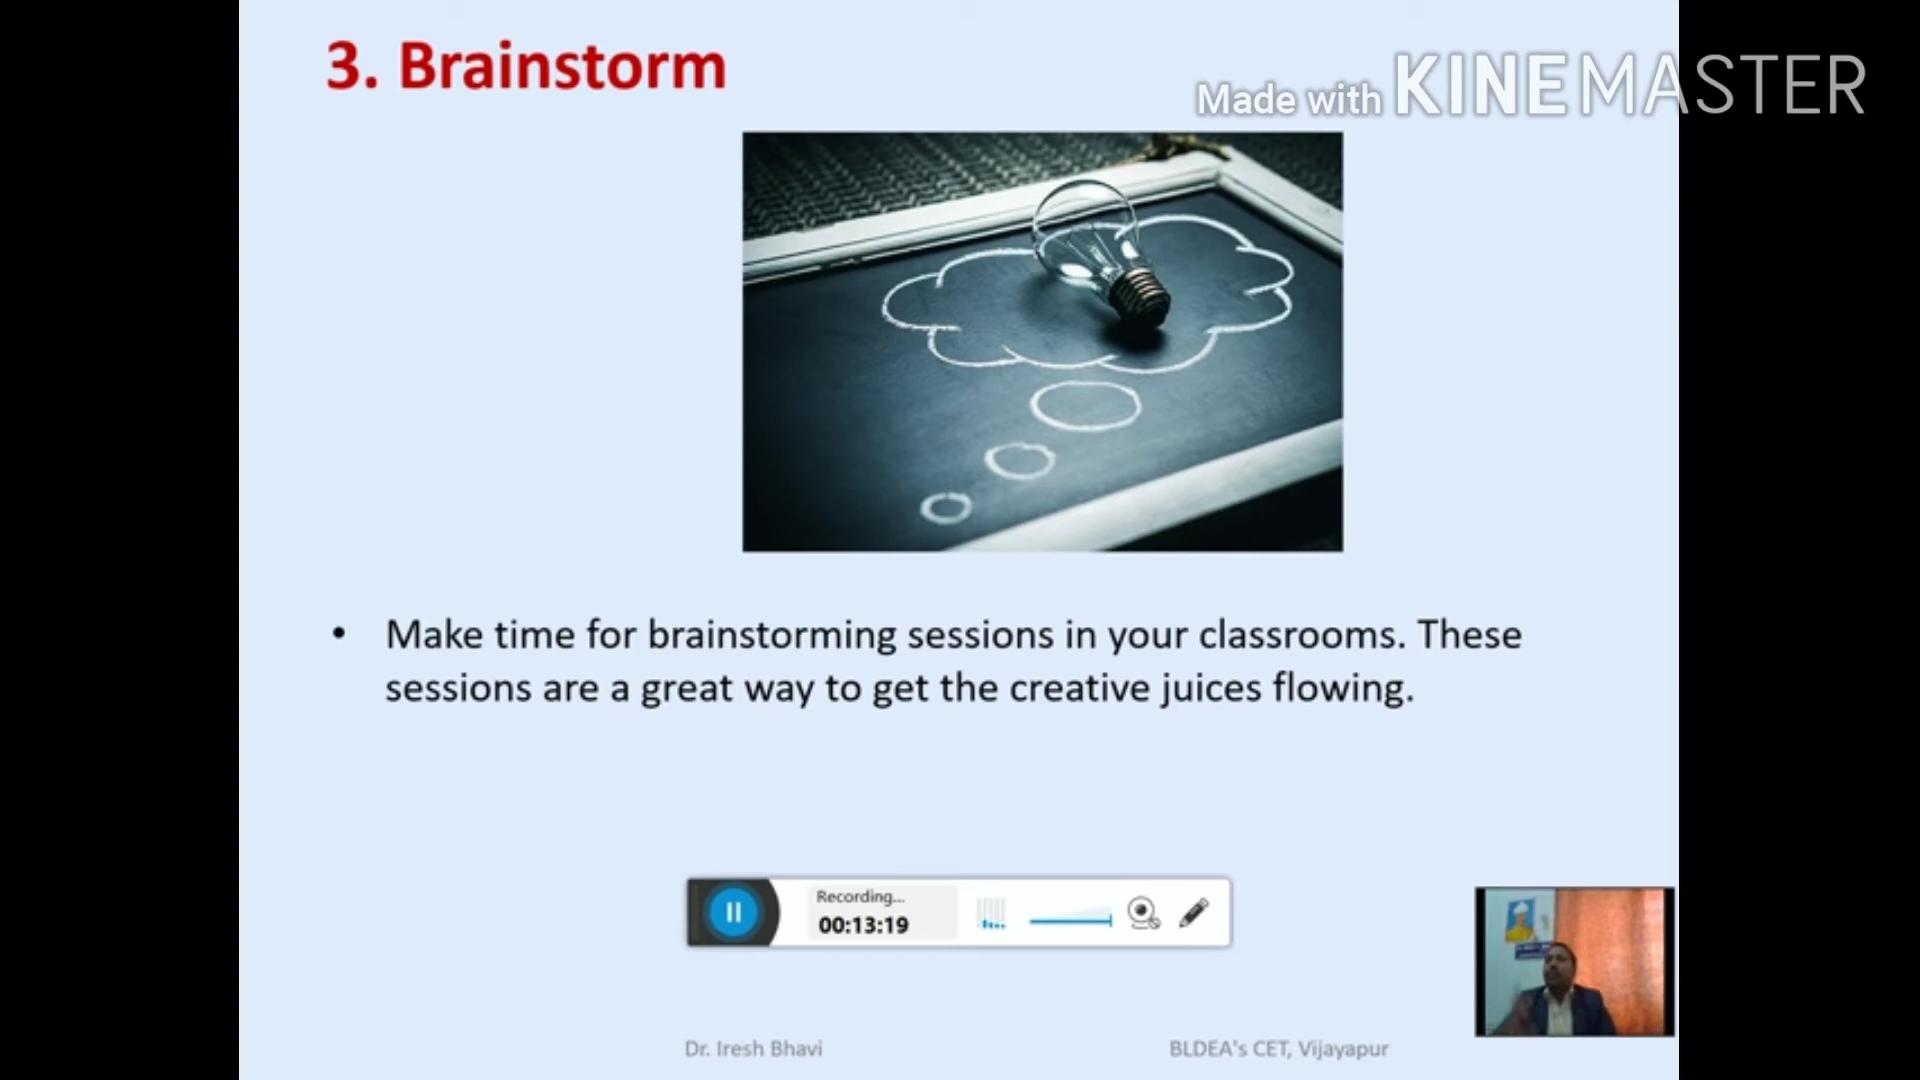 3. Brainstorm
Made with KINEMASTER
• Make time for brainstorming sessions in your classrooms. These
sessions are a great way to get the creative juices flowing.
Recording...
00:13:19
Dr. Iresh Bhavi
BLDEA's CET, Vijayapur